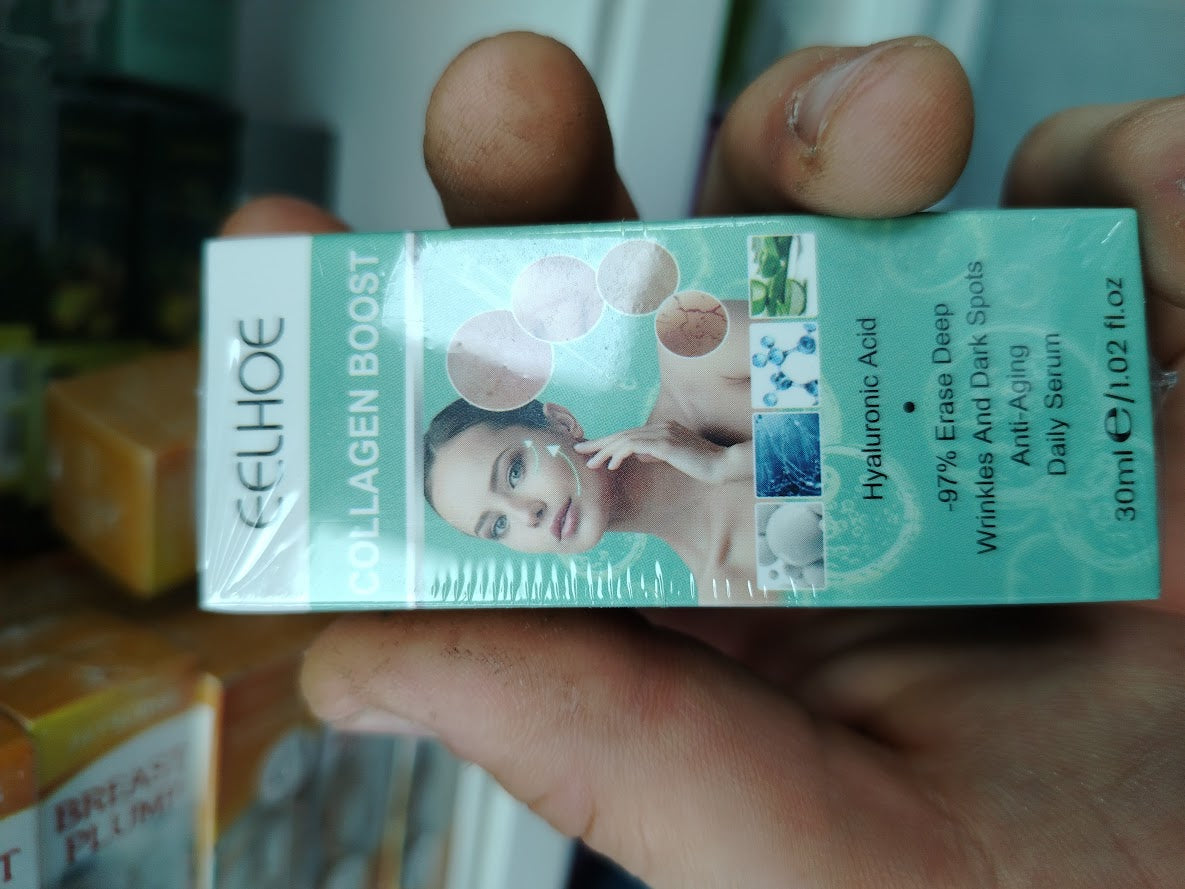 EELHOE
COLLAGEN BOOST
Hyaluronic Acid
•
-97% Erase Deep
Wrinkles And Dark Spots
Anti-Aging
Daily Serum
30ml ℮/1.02 fl.oz
BREAST
PLUMP
T